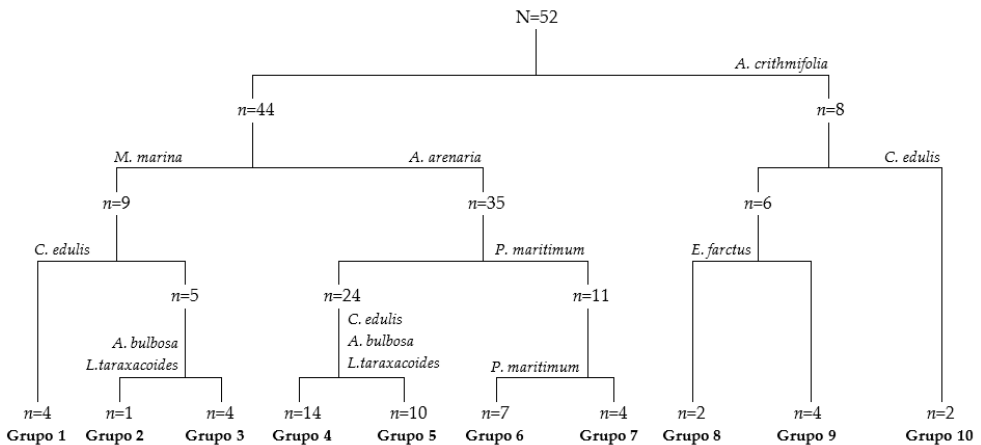 N=52
A. crithmifolia
n=44 n=8
M. marina A. arenaria C. edulis
n=9 n=35 n=6
C. edulis P. maritimum E. farctus
n=5 n=24 n=11
C. edulis
A. bulbosa A. bulbosa
L.taraxacoides L.taraxacoides P. maritimum
n=4 n=1 n=4 n=14 n=10 n=7 n=4 n=2 n=4 n=2
Grupo 1 Grupo 2 Grupo 3 Grupo 4 Grupo 5 Grupo 6 Grupo 7 Grupo 8 Grupo 9 Grupo 10